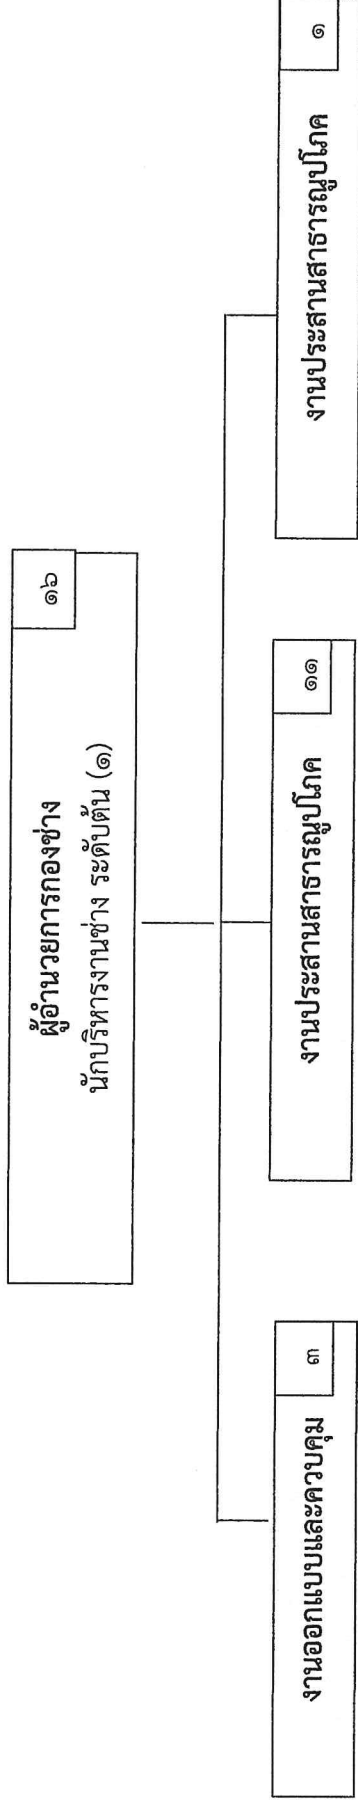 ๑๖
ผู้อำนวยการกองช่าง
นักบริหารงานช่าง ระดับต้น (๑)
๓
งานออกแบบและควบคุม
๑๑
งานประสานสาธารณูปโภค
๑
งานประสานสาธารณูปโภค